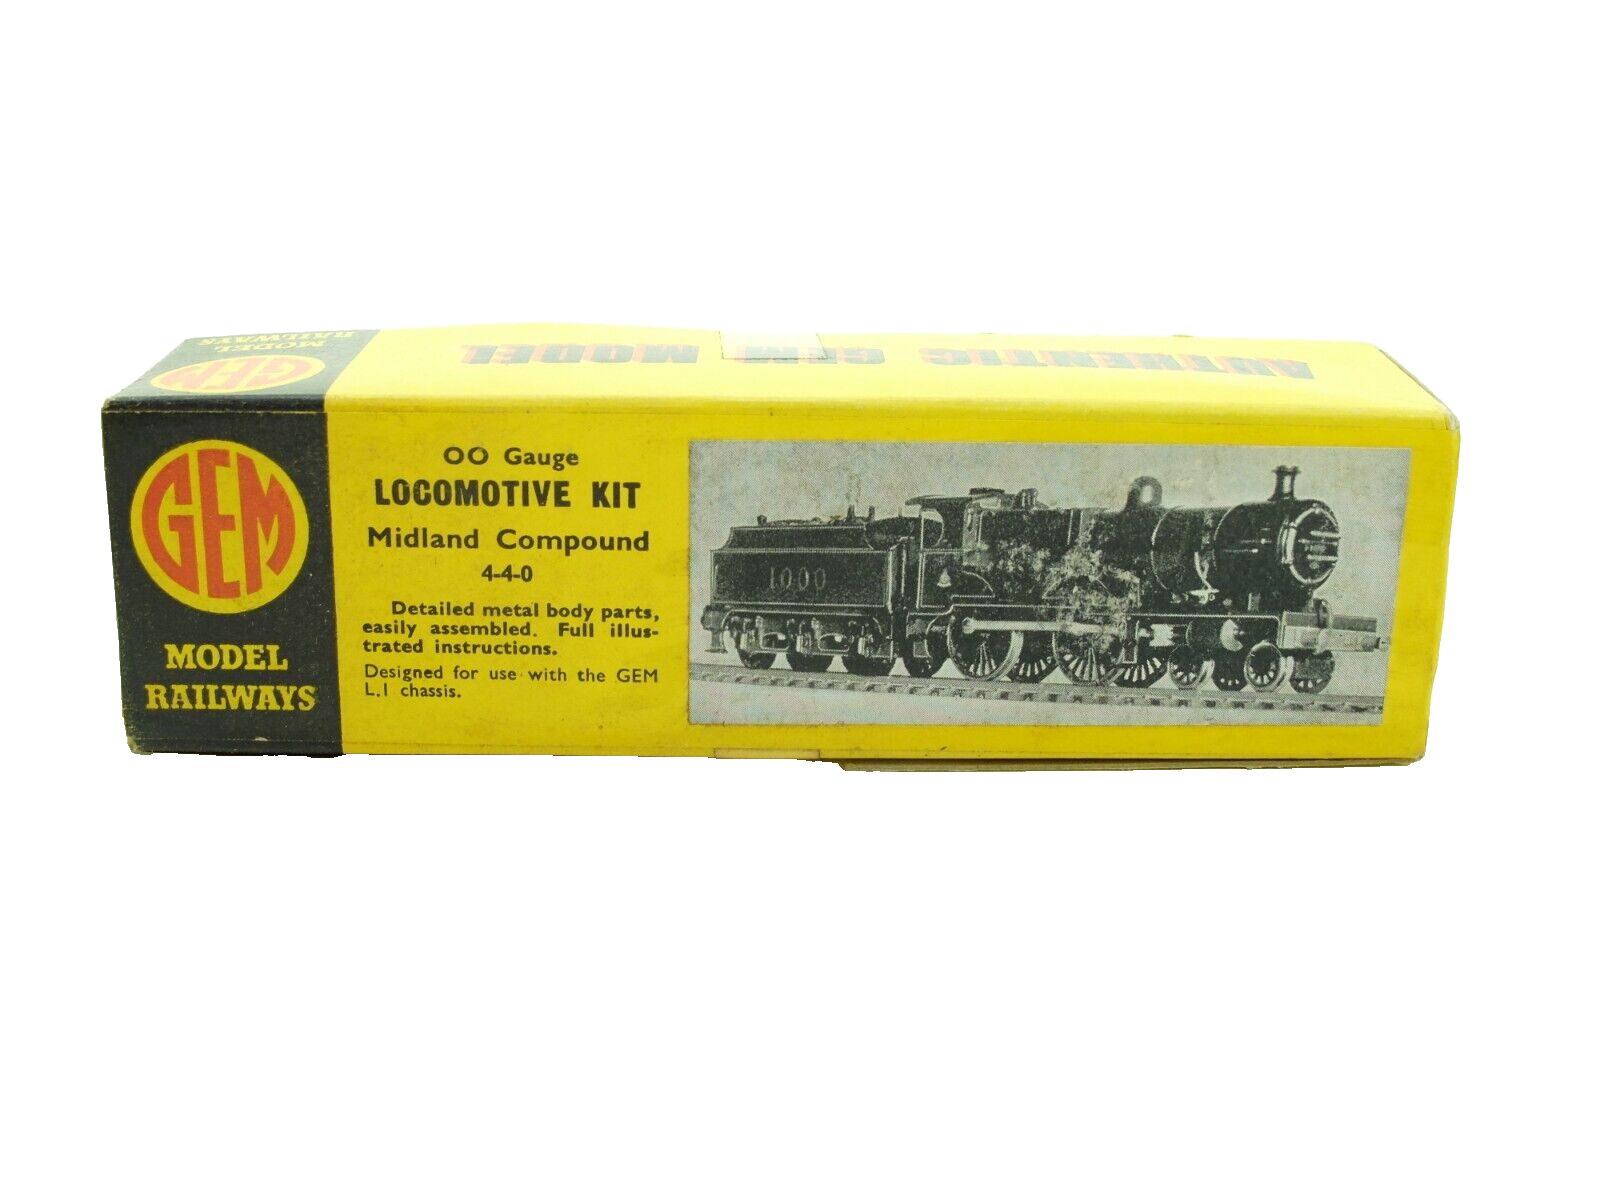 MODEL
RAILWAYS
GEM
AUTHENTIC GEM MODEL
GEM
MODEL
RAILWAYS
OO Gauge
LOCOMOTIVE KIT
Midland Compound
4-4-0
Detailed metal body parts,
easily assembled. Full illus-
trated instructions.
Designed for use with the GEM
L.1 chassis.
1000